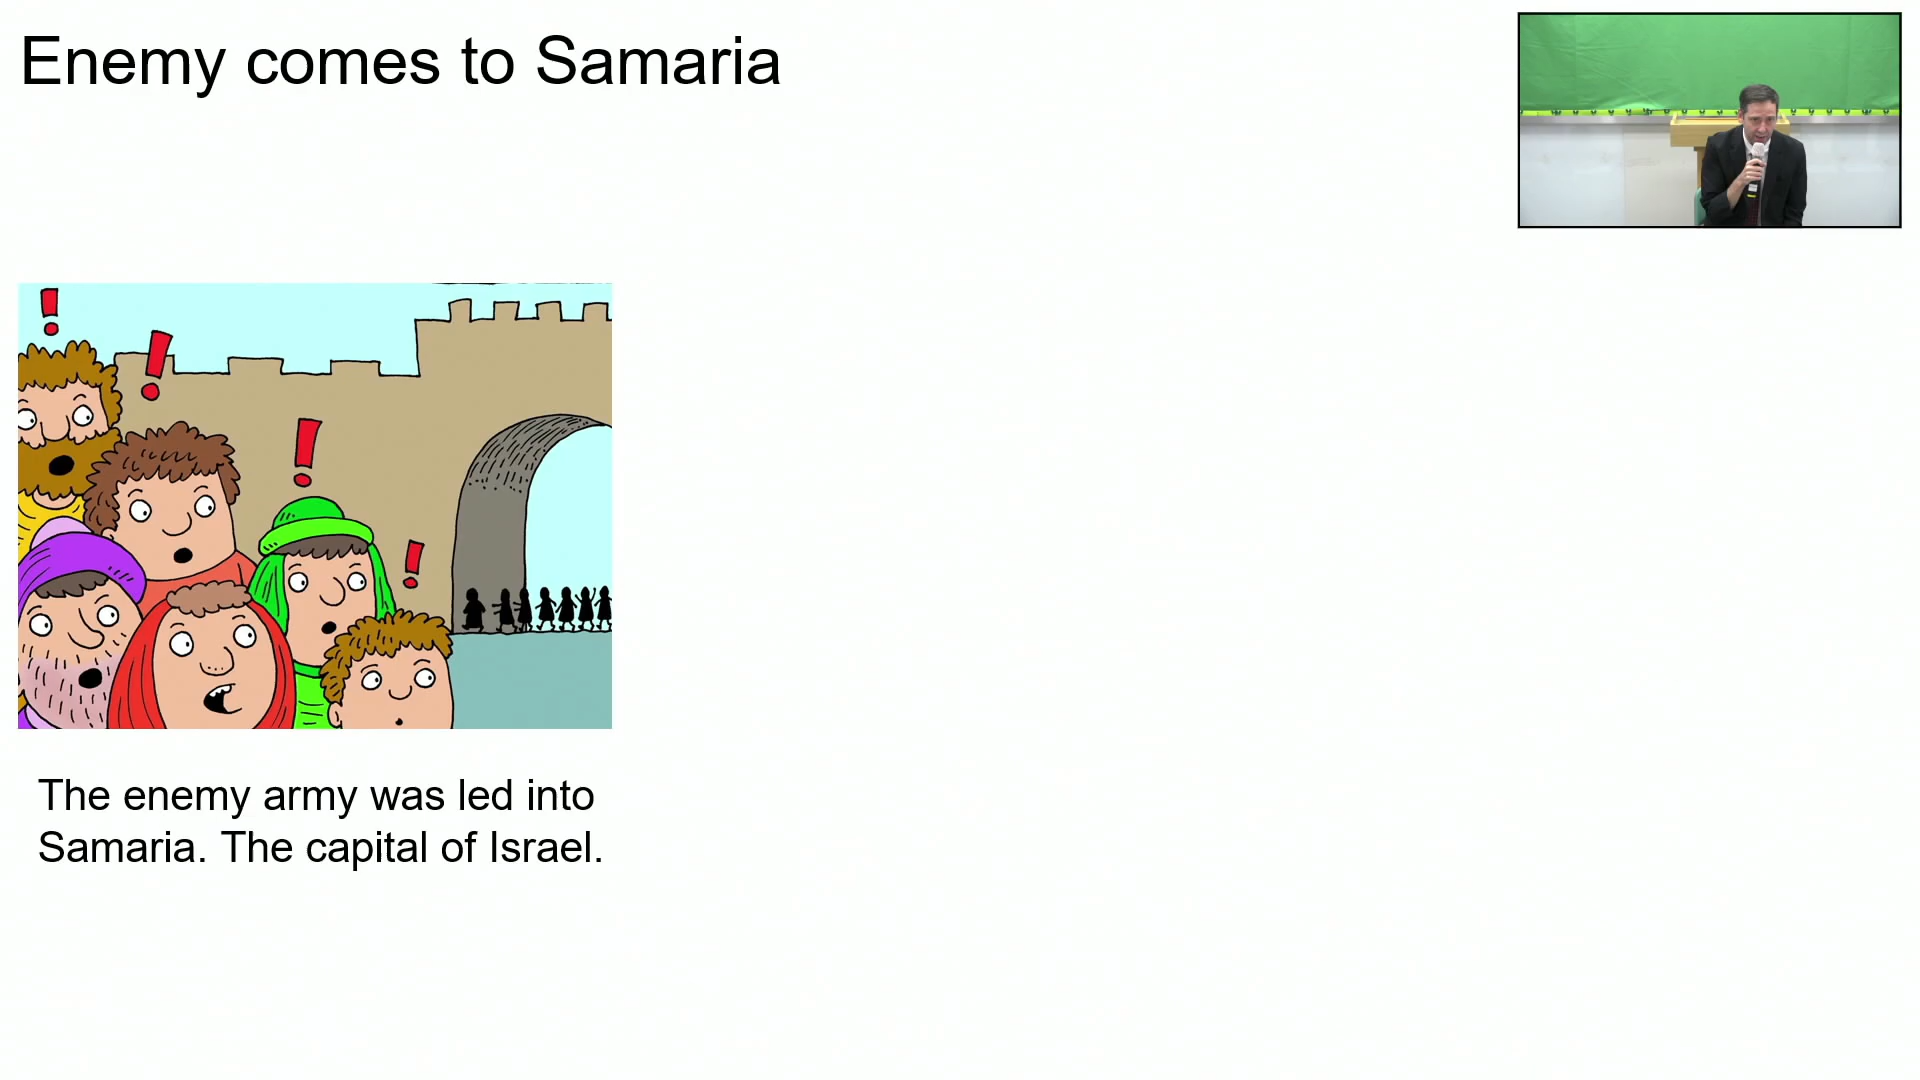 Enemy comes to Samaria
The enemy army was led into
Samaria. The capital of Israel.